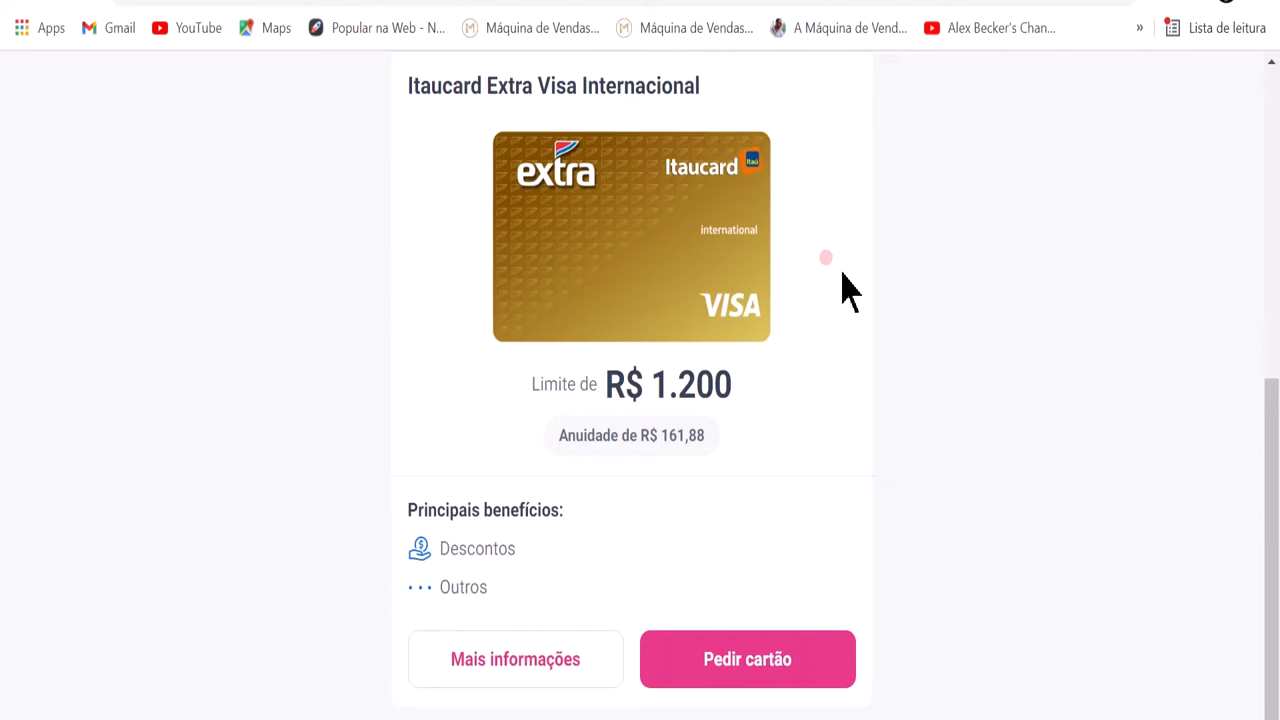 Apps Gmail YouTube Maps Popular na Web - N... Máquina de Vendas... Máquina de Vendas... A Máquina de Vend... Alex Becker's Chan... » Lista de leitura
Itaucard Extra Visa Internacional
extra Itaucard Itaú
international
VISA
Limite de R$ 1.200
Anuidade de R$ 161,88
Principais benefícios:
Descontos
Outros
Mais informações Pedir cartão